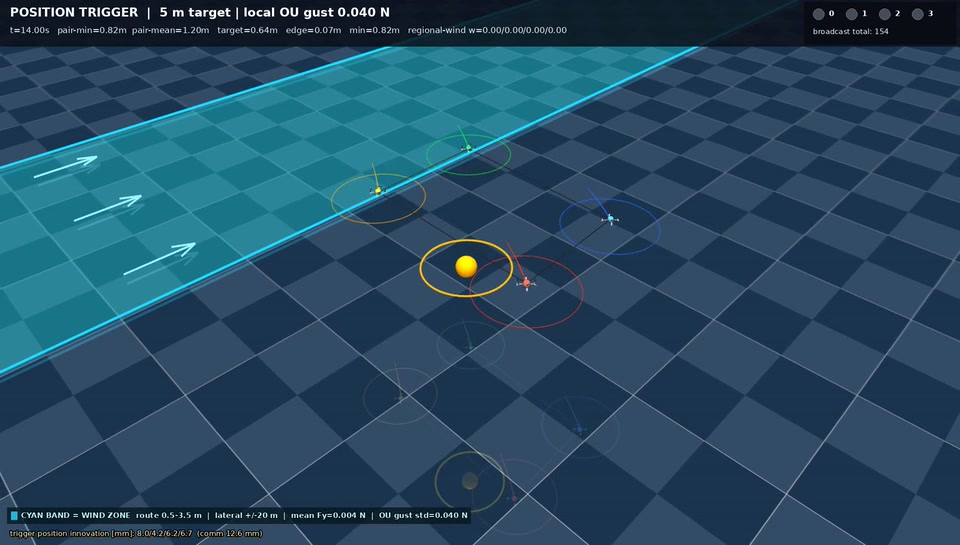 POSITION TRIGGER | 5 m target | local OU gust 0.040 N
t=14.00s pair-min=0.82m pair-mean=1.20m target=0.64m edge=0.07m min=0.82m regional-wind w=0.00/0.00/0.00/0.00
0 1 2 3
broadcast total: 154
CYAN BAND = WIND ZONE route 0.5-3.5 m | lateral +/-20 m | mean Fy=0.004 N | OU gust std=0.040 N
trigger position innovation [mm]: 8.0/4.2/6.2/6.7 (comm 12.6 mm)